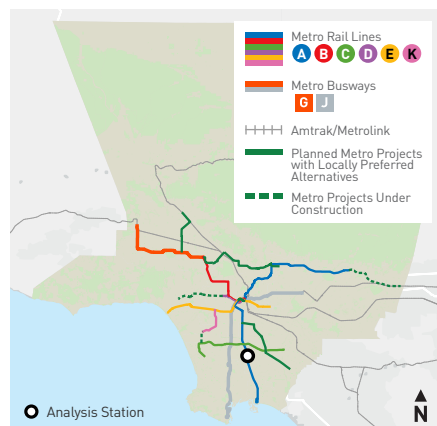 Metro Rail Lines
A B C D E K
Metro Busways
G J
Amtrak/Metrolink
Planned Metro Projects
with Locally Preferred
Alternatives
Metro Projects Under
Construction
Analysis Station
N